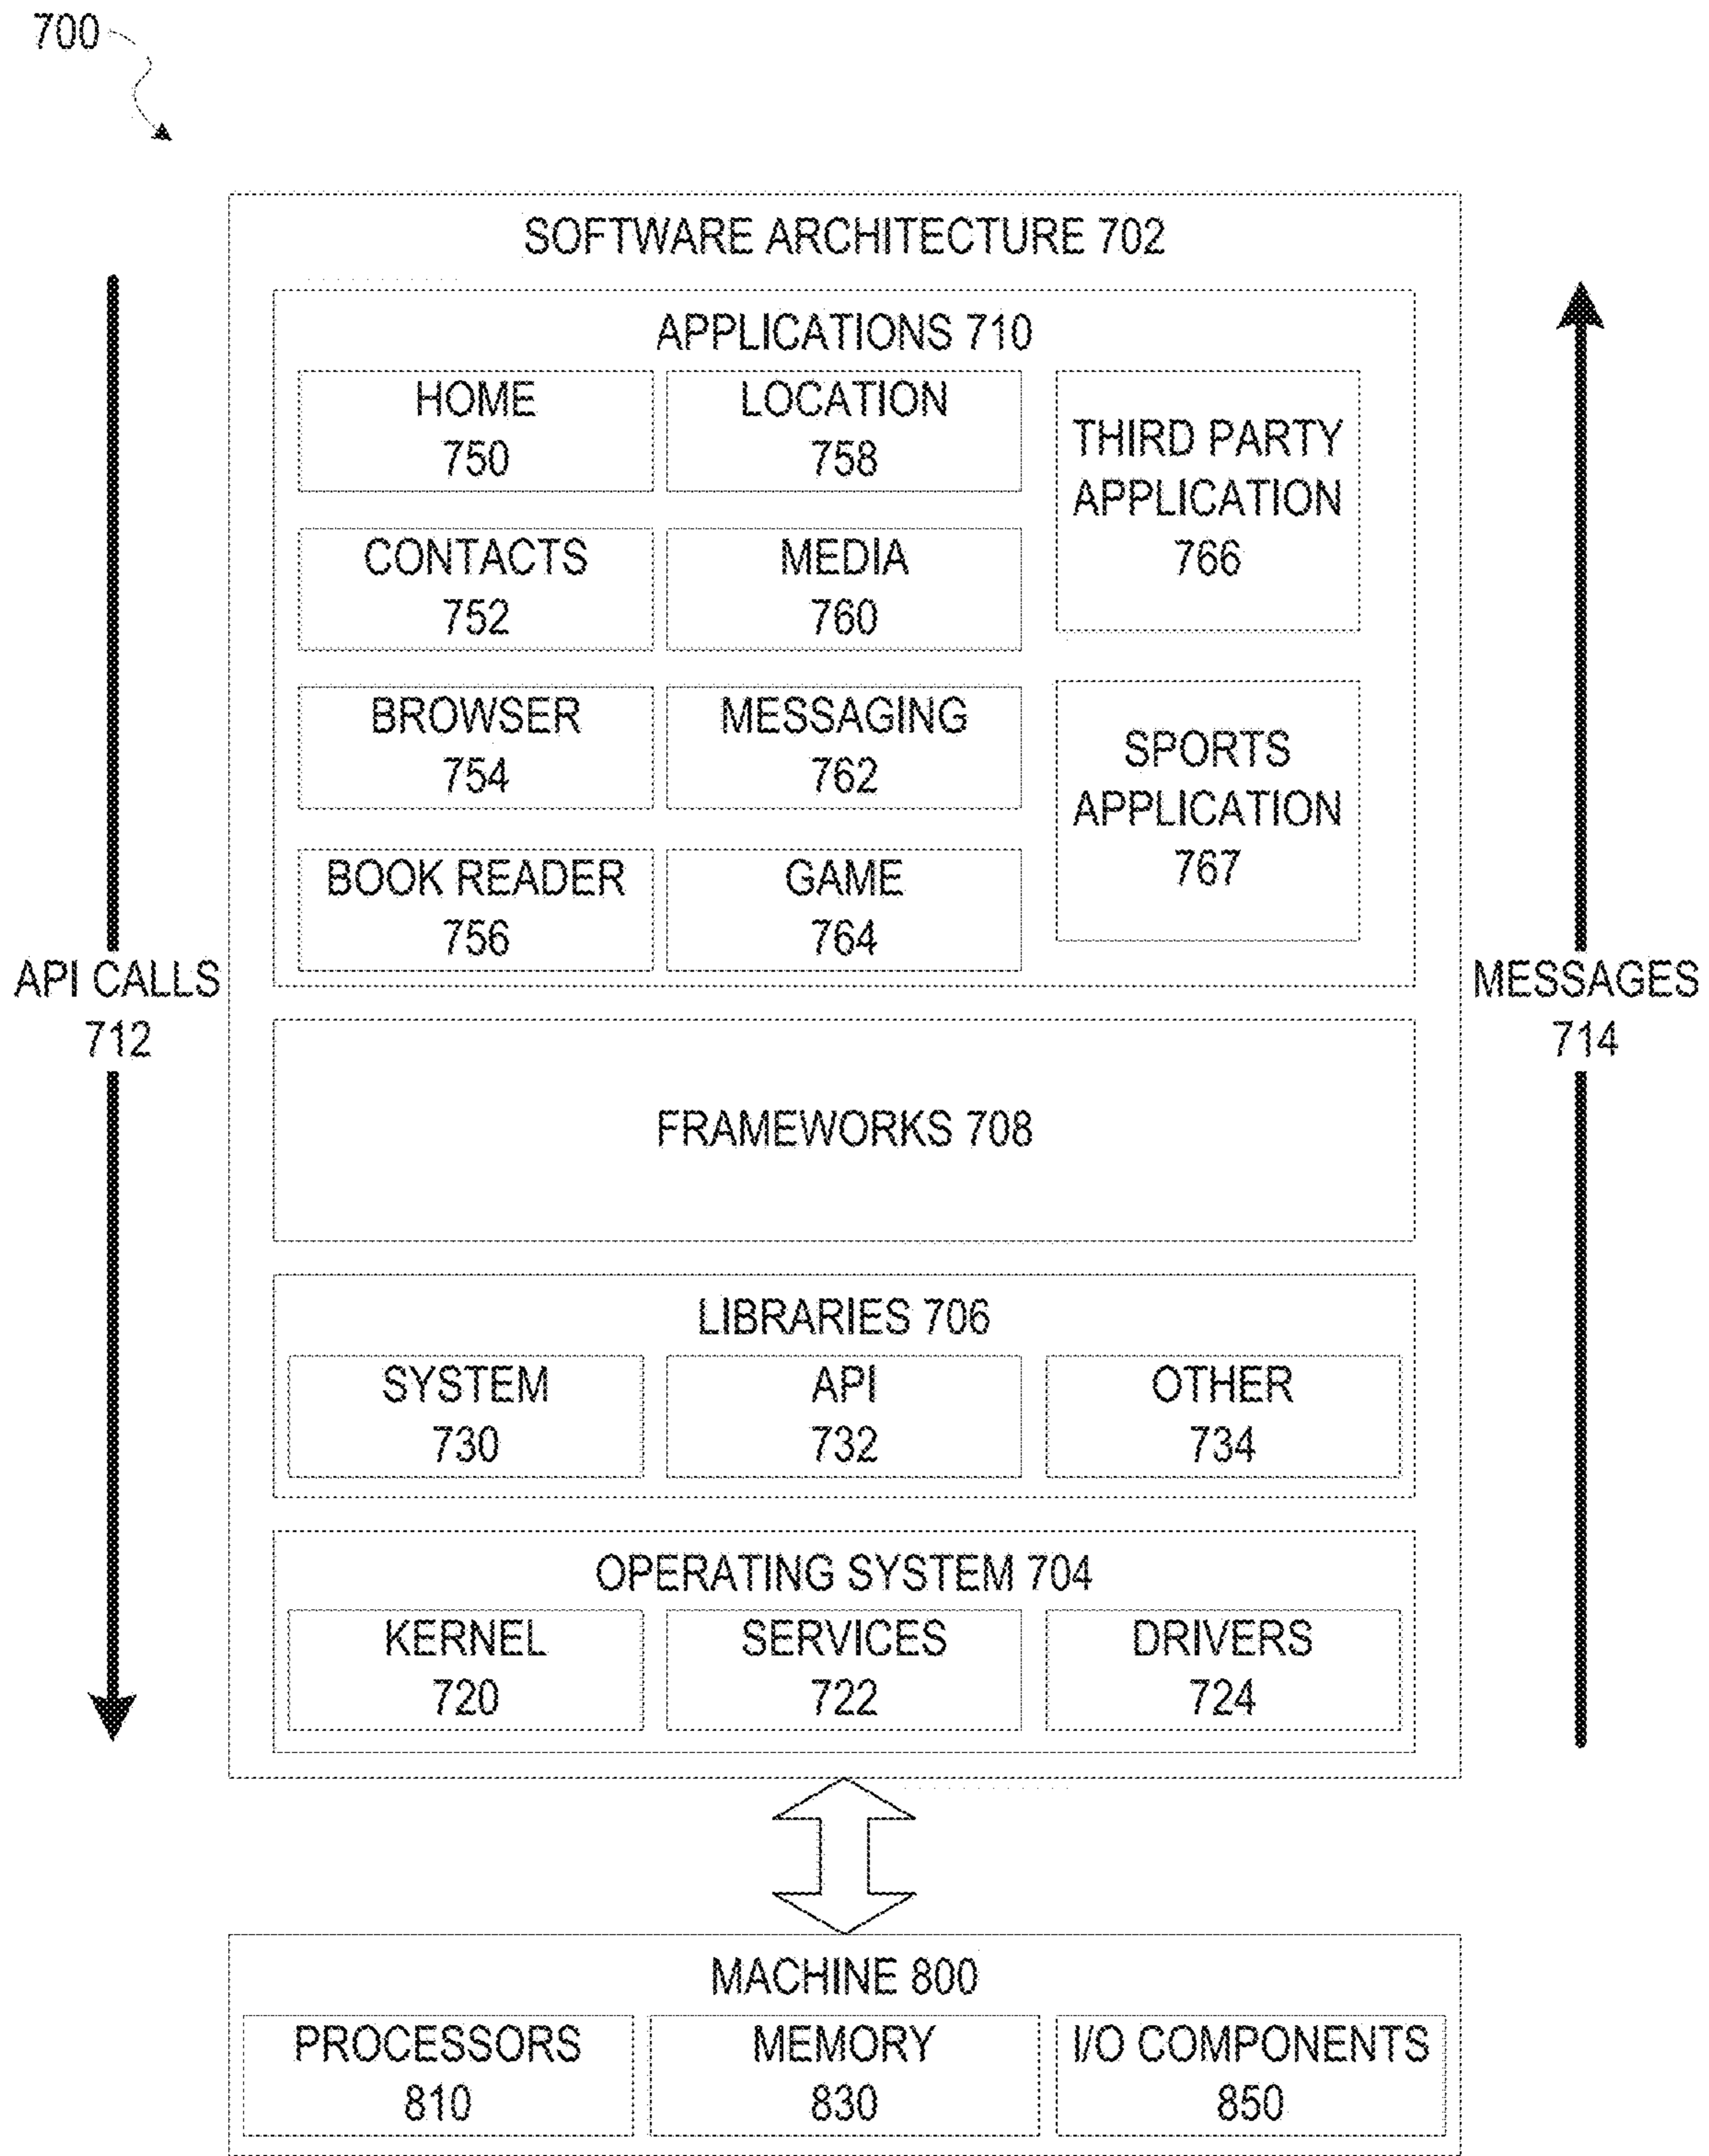 700
SOFTWARE ARCHITECTURE 702
APPLICATIONS 710
HOME
750
LOCATION
758
THIRD PARTY
APPLICATION
766
CONTACTS
752
MEDIA
760
BROWSER
754
MESSAGING
762
SPORTS
APPLICATION
767
BOOK READER
756
GAME
764
API CALLS
712
MESSAGES
714
FRAMEWORKS 708
LIBRARIES 706
SYSTEM
730
API
732
OTHER
734
OPERATING SYSTEM 704
KERNEL
720
SERVICES
722
DRIVERS
724
MACHINE 800
PROCESSORS
810
MEMORY
830
I/O COMPONENTS
850